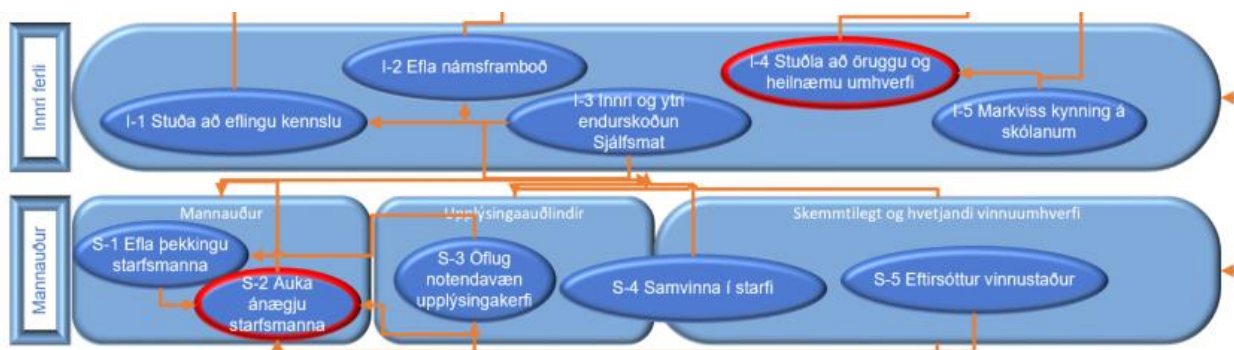 Innri ferli
I-2 Efla námsframboð
I-4 Stuðla að öruggu og
heilnæmu umhverfi
I-1 Stuða að eflingu kennslu
I-3 Innri og ytri
endurskoðun
Sjálfsmat
I-5 Markviss kynning á
skólanum
Mannauður
Mannauður
Upplýsingaauðlindir
Skemmtilegt og hvetjandi vinnuumhverfi
S-1 Efla þekkingu
starfsmanna
S-2 Auka
ánægju
starfsmanna
S-3 Öflug
notendavæn
upplýsingakerfi
S-4 Samvinna í starfi
S-5 Eftirsóttur vinnustaður